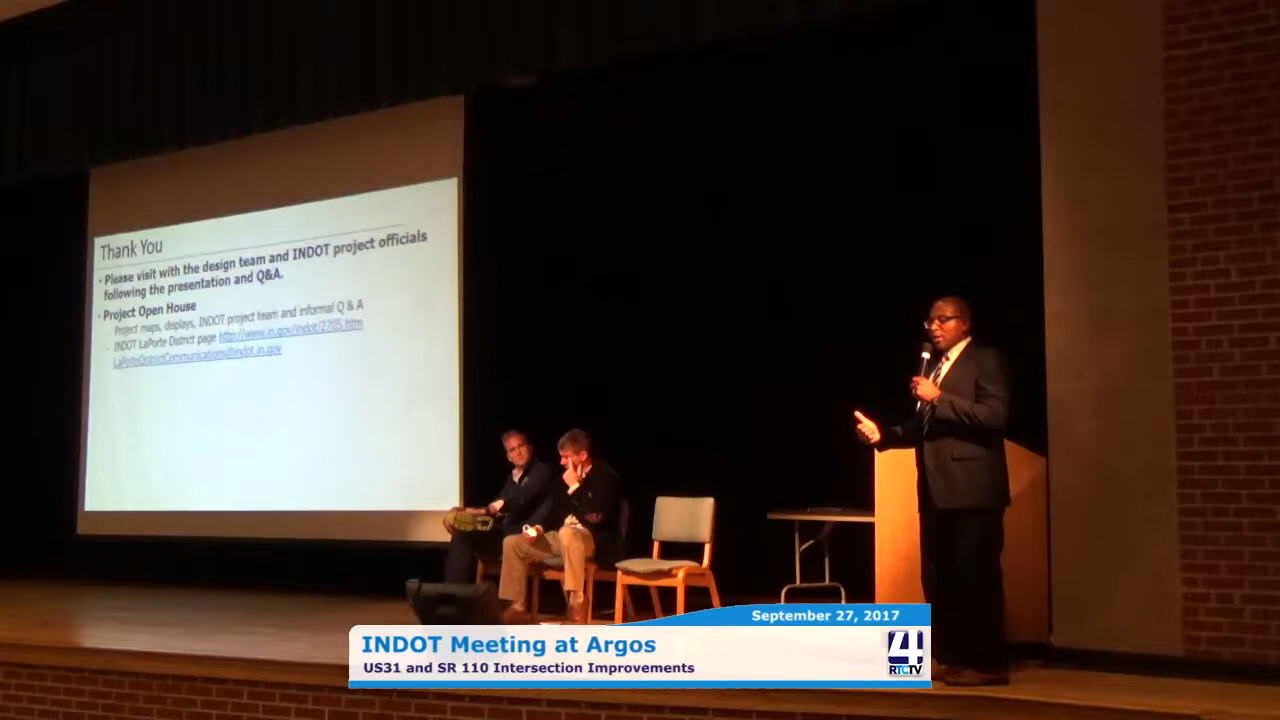 Thank You
• Please visit with the design team and INDOT project officials
following the presentation and Q&A.
• Project Open House
Project maps, displays, INDOT project team and informal Q & A
- INDOT LaPorte District page http://www.in.gov/indot/2705.htm
LaPorteDistrictCommunications@indot.in.gov
September 27, 2017
INDOT Meeting at Argos
US31 and SR 110 Intersection Improvements
4
RTCTV